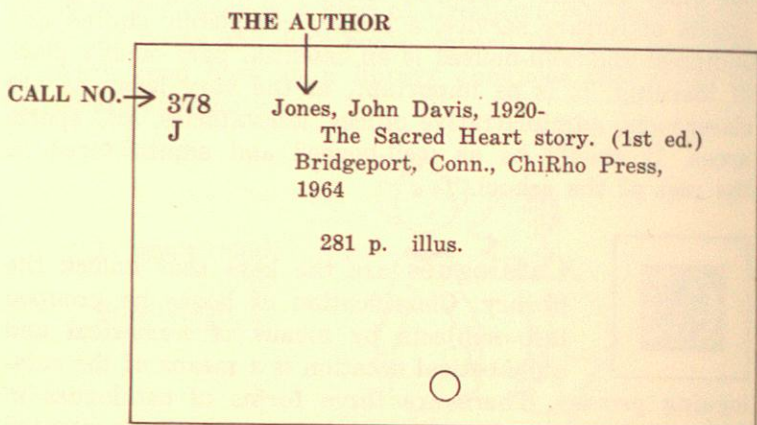 THE AUTHOR
CALL NO.
378
J
Jones, John Davis, 1920-
The Sacred Heart story. (1st ed.)
Bridgeport, Conn., ChiRho Press,
1964
281 p. illus.